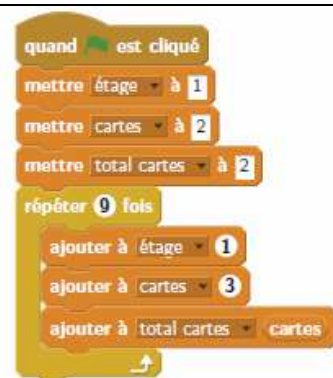 quand est cliqué
mettre étage à 1
mettre cartes à 2
mettre total cartes à 2
répéter 9 fois
ajouter à étage 1
ajouter à cartes 3
ajouter à total cartes cartes